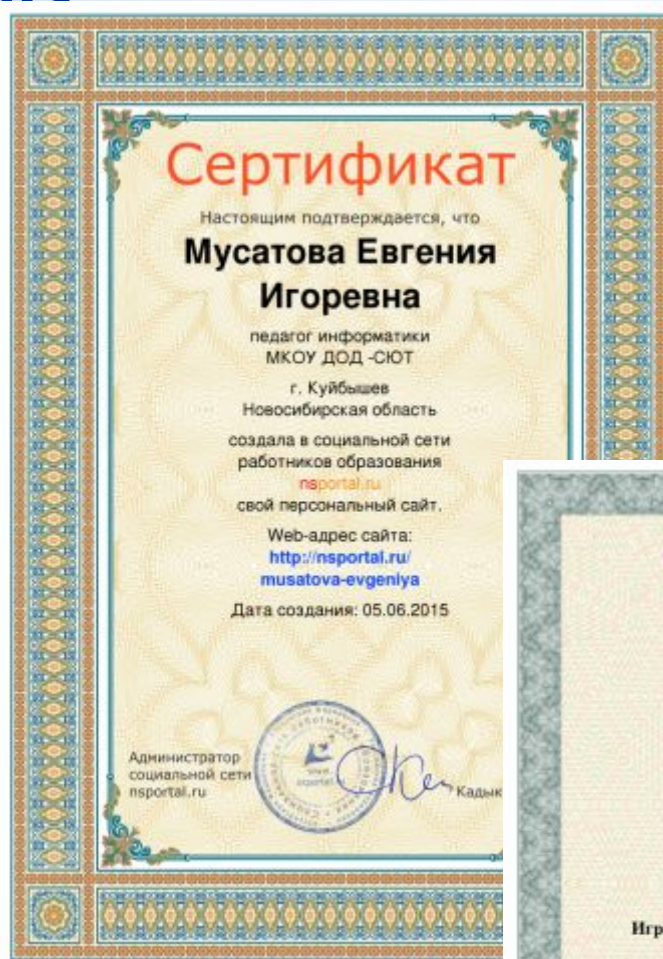 Сертификат
Настоящим подтверждается, что
Мусатова Евгения
Игоревна
педагог информатики
МКОУ ДОД -СЮТ
г. Куйбышев
Новосибирская область
создала в социальной сети
работников образования
nsportal.ru
свой персональный сайт.
Web-адрес сайта:
http://nsportal.ru/
musatova-evgeniya
Дата создания: 05.06.2015
Администратор
социальной сети
nsportal.ru
Кадык
Игр